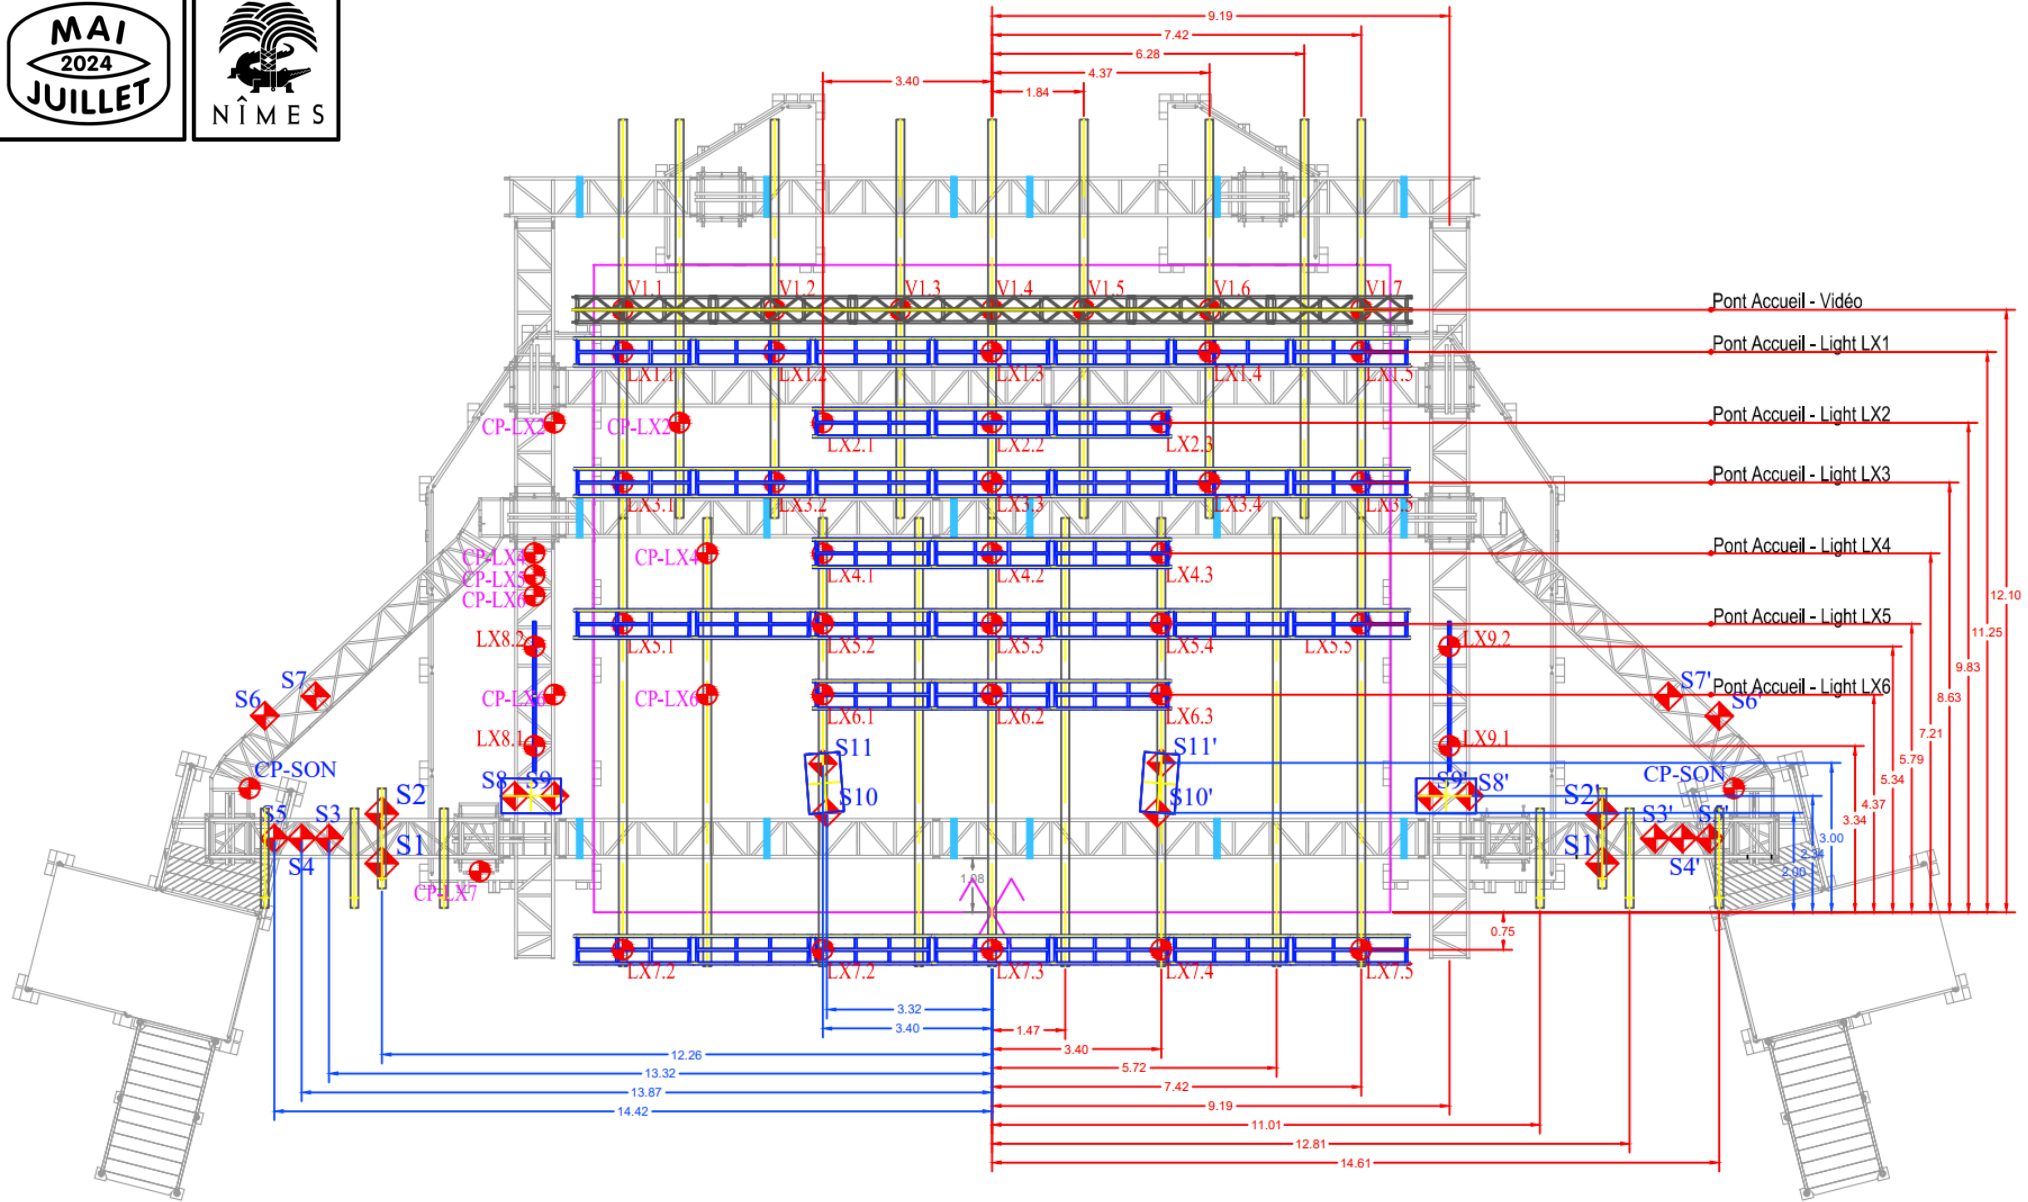 MAI
2024
JUILLET
NÎMES
9.19
7.42
6.28
4.37
3.40
1.84
V1.1 V1.2 V1.3 V1.4 V1.5 V1.6 V1.7
Pont Accueil - Vidéo
Pont Accueil - Light LX1
LX1.1 LX1.2 LX1.3 LX1.4 LX1.5
Pont Accueil - Light LX2
CP-LX2 CP-LX2
LX2.1 LX2.2 LX2.3
Pont Accueil - Light LX3
LX3.1 LX3.2 LX3.3 LX3.4 LX3.5
Pont Accueil - Light LX4
CP-LX4 CP-LX4
LX4.1 LX4.2 LX4.3
CP-LX5
CP-LX6
12.10
Pont Accueil - Light LX5
11.25
LX8.2 LX5.1 LX5.2 LX5.3 LX5.4 LX5.5 LX9.2
9.83
8.63
7.21
5.79
5.34
4.37
3.34
3.00
2.00
S7 S7'
S6 S6'
Pont Accueil - Light LX6
CP-LX6 CP-LX6
LX6.1 LX6.2 LX6.3
LX8.1 LX9.1
S11 S11'
CP-SON CP-SON
S8 S9 S9' S8'
S10 S10'
S2 S2'
S5 S3 S3' S5'
S4 S1 S1' S4'
CP-LX7
1.08
0.75
LX7.2 LX7.2 LX7.3 LX7.4 LX7.5
3.32
3.40
1.47
3.40
12.26
5.72
13.32
7.42
13.87
9.19
14.42
11.01
12.81
14.61